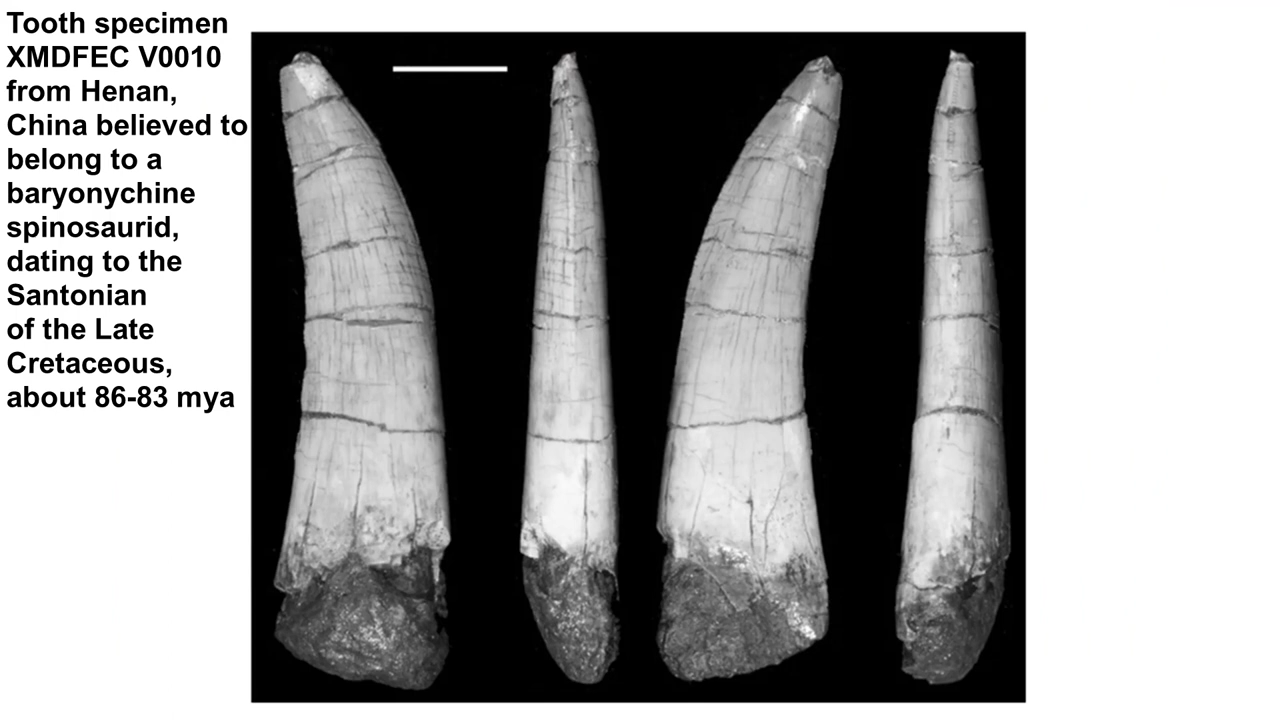 Tooth specimen
XMDFEC V0010
from Henan,
China believed to
belong to a
baryonychine
spinosaurid,
dating to the
Santonian
of the Late
Cretaceous,
about 86-83 mya